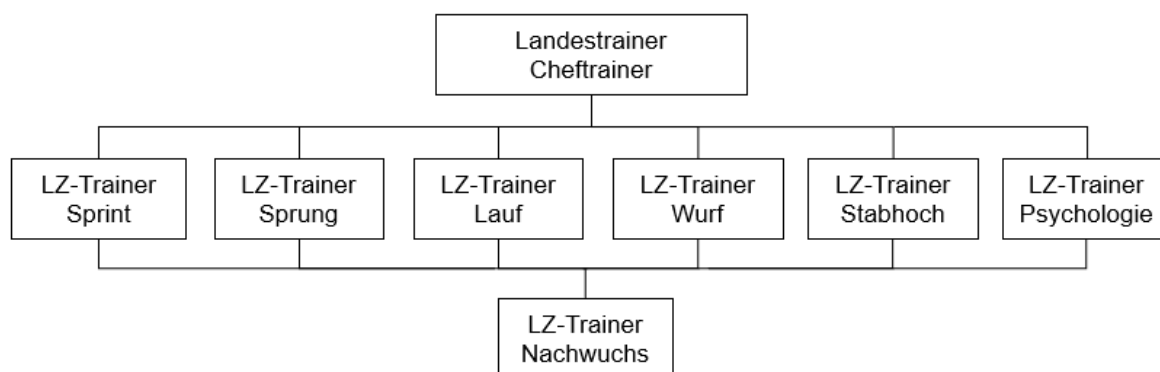 Landestrainer
Cheftrainer
LZ-Trainer
Sprint
LZ-Trainer
Sprung
LZ-Trainer
Lauf
LZ-Trainer
Wurf
LZ-Trainer
Stabhoch
LZ-Trainer
Psychologie
LZ-Trainer
Nachwuchs